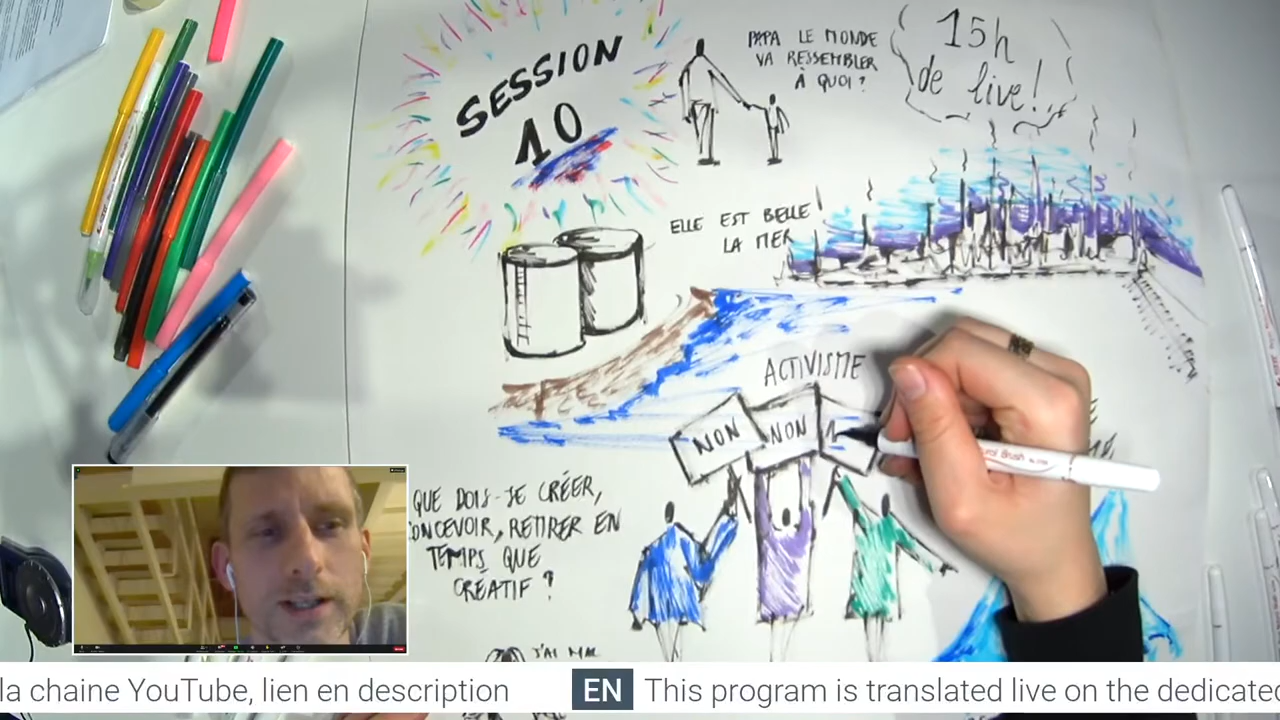 SESSION
10
PAPA LE MONDE
VA RESSEMBLER
À QUOI ?
15h
de live!
ELLE EST BELLE
LA MER
ACTIVISME
NON
NON
QUE DOIS-JE CRÉER,
CONCEVOIR, RETIRER EN
TEMPS QUE
CRÉATIF ?
J'AI MAL
la chaine YouTube, lien en description
EN
This program is translated live on the dedicated